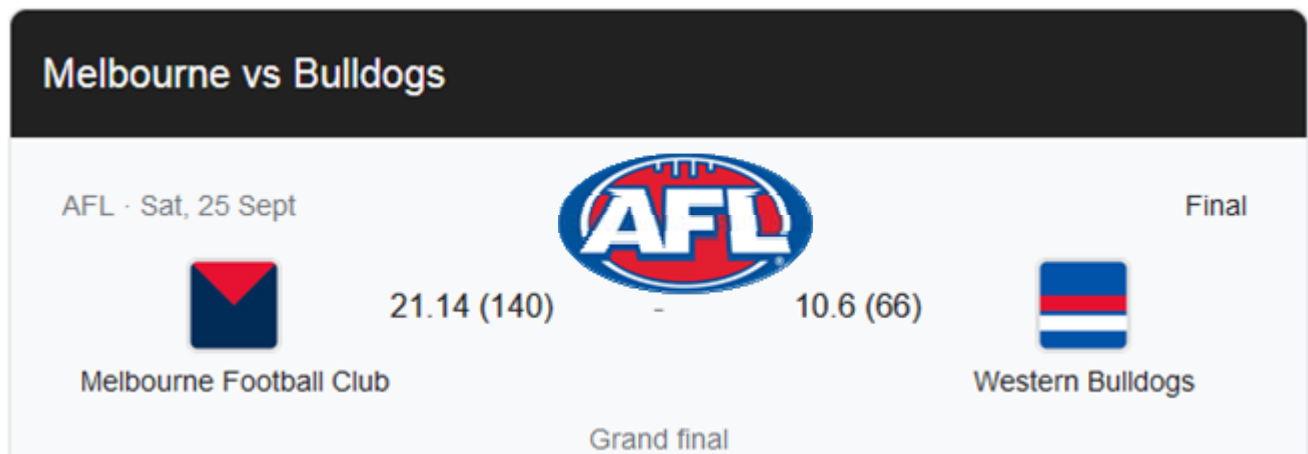 Melbourne vs Bulldogs
AFL · Sat, 25 Sept
AFL
Final
21.14 (140) - 10.6 (66)
Melbourne Football Club
Western Bulldogs
Grand final